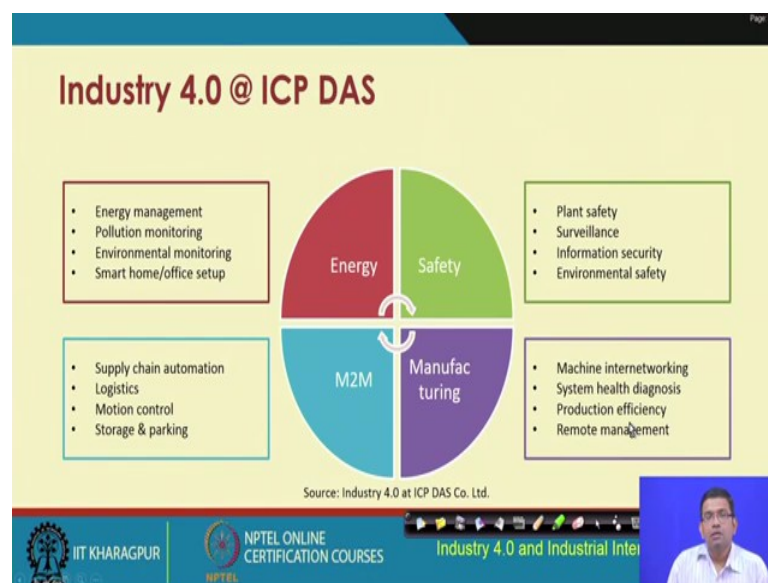 Page
Industry 4.0 @ ICP DAS
• Energy management
• Pollution monitoring
• Environmental monitoring
• Smart home/office setup
Energy
Safety
• Plant safety
• Surveillance
• Information security
• Environmental safety
• Supply chain automation
• Logistics
• Motion control
• Storage & parking
M2M
Manufac
turing
• Machine internetworking
• System health diagnosis
• Production efficiency
• Remote management
Source: Industry 4.0 at ICP DAS Co. Ltd.
IIT KHARAGPUR
NPTEL
NPTEL ONLINE
CERTIFICATION COURSES
Industry 4.0 and Industrial Inter